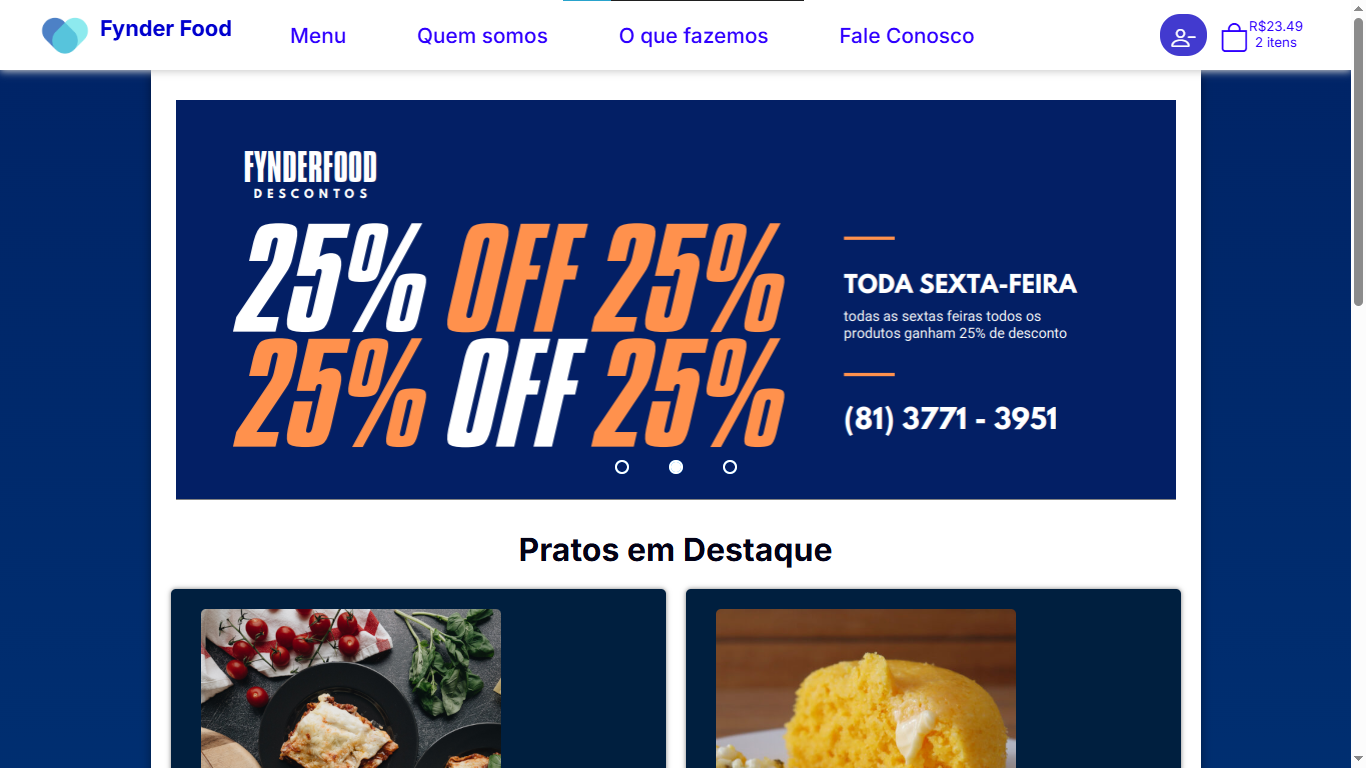 Fynder Food
Menu
Quem somos
O que fazemos
Fale Conosco
R$23.49
2 itens
FYNDERFOOD
DESCONTOS
25% OFF 25%
25% OFF 25%
TODA SEXTA-FEIRA
todas as sextas feiras todos os
produtos ganham 25% de desconto
(81) 3771 - 3951
Pratos em Destaque